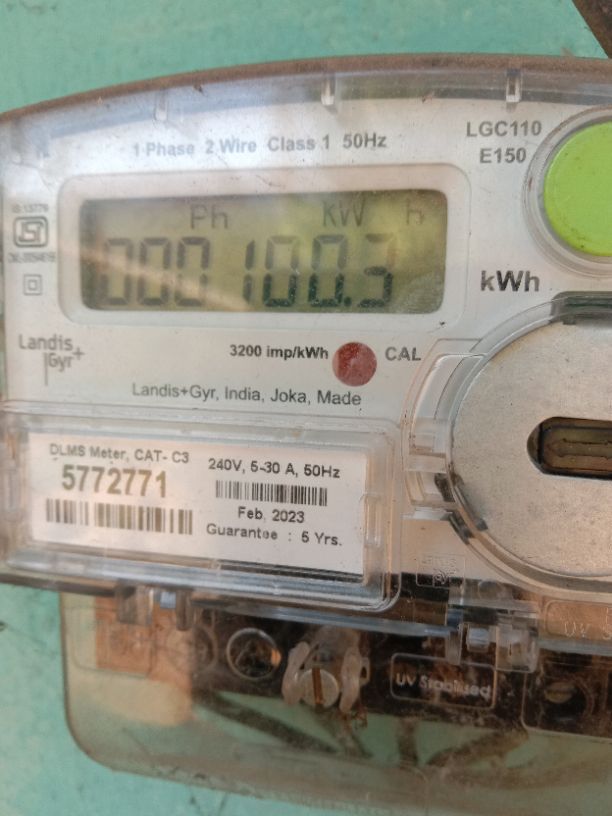 1 Phase 2 Wire Class 1 50Hz
LGC110
E150
Ph kW h
000100.3
kWh
Landis
Gyr+
3200 imp/kWh CAL
Landis+Gyr, India, Joka, Made
DLMS Meter, CAT- C3
5772771
240V, 5-30 A, 50Hz
Feb, 2023
Guarantee : 5 Yrs.
UV Stabilised